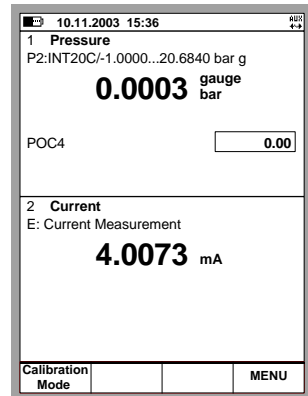 10.11.2003 15:36
AUX
1 Pressure
P2:INT20C/-1.0000...20.6840 bar g
0.0003 gauge bar
POC4 0.00
2 Current
E: Current Measurement
4.0073 mA
Calibration Mode MENU